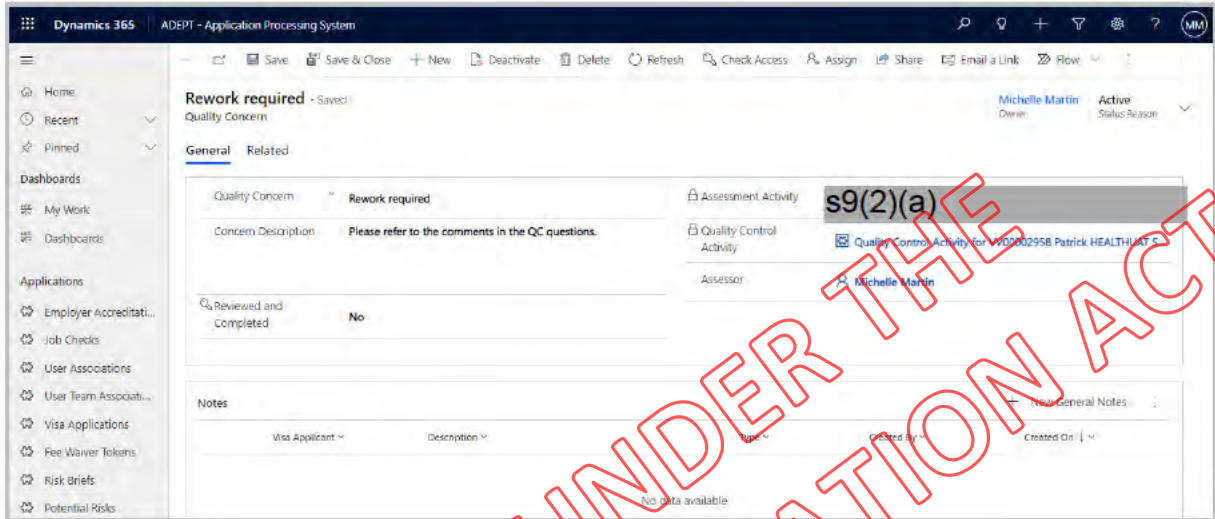 Dynamics 365 ADEPT - Application Processing System ? MM
Save Save & Close New Deactivate Delete Refresh Check Access Assign Share Email a Link Flow
Home
Recent
Pinned
Dashboards
My Work
Dashboards
Applications
Employer Accreditati...
Job Checks
User Associations
User Team Associati...
Visa Applications
Fee Waiver Tokens
Risk Briefs
Potential Risks
Rework required - Saved
Quality Concern
Michelle Martin
Owner
Active
Status Reason
General Related
Quality Concern Rework required
Concern Description Please refer to the comments in the QC questions.
Reviewed and
Completed
No
Assessment Activity s9(2)(a)
Quality Control
Activity
Quality Control Activity for VV00002958 Patrick HEALTHUAT S...
Assessor Michelle Martin
Notes New General Notes
Visa Applicant Description Type Created By Created On
No data available
UNDER THE
ATION ACT